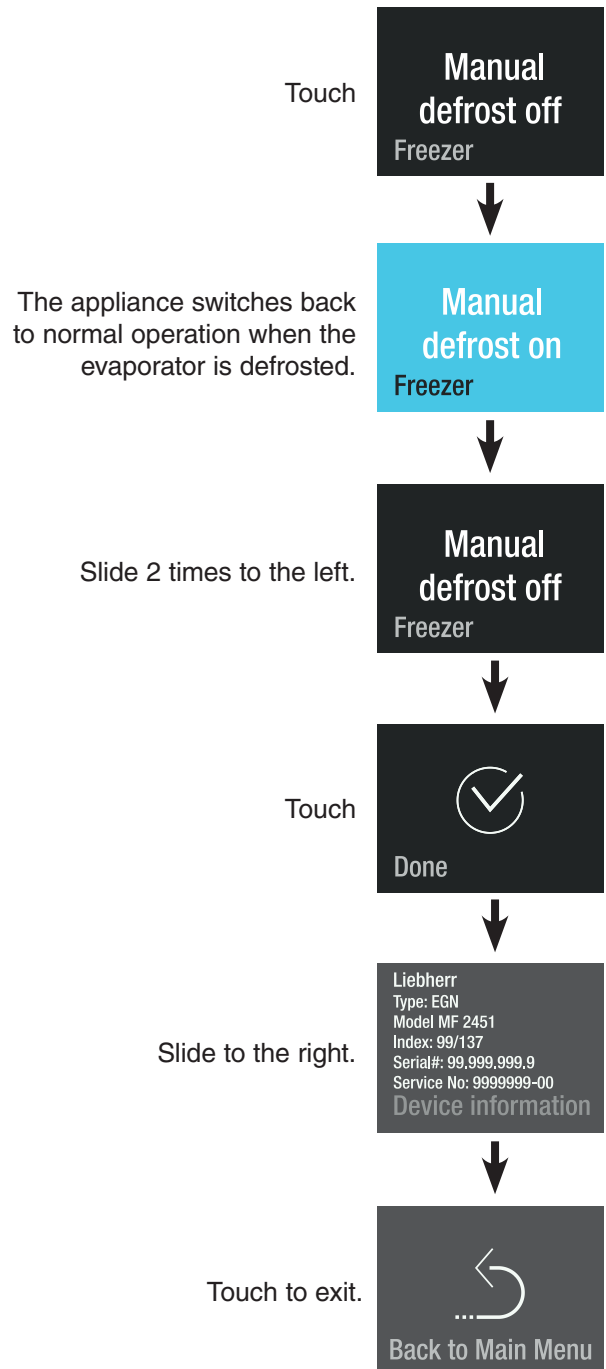 Touch
Manual
defrost off
Freezer
The appliance switches back
to normal operation when the
evaporator is defrosted.
Manual
defrost on
Freezer
Slide 2 times to the left.
Manual
defrost off
Freezer
Touch
Done
Slide to the right.
Liebherr
Type: EGN
Model MF 2451
Index: 99/137
Serial#: 99.999.999.9
Service No: 9999999-00
Device information
Touch to exit.
Back to Main Menu